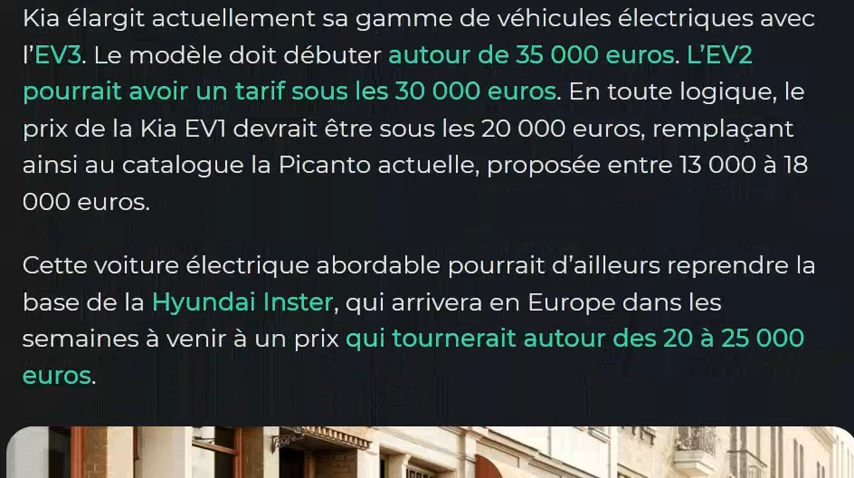 Kia élargit actuellement sa gamme de véhicules électriques avec
l’EV3. Le modèle doit débuter autour de 35 000 euros. L’EV2
pourrait avoir un tarif sous les 30 000 euros. En toute logique, le
prix de la Kia EV1 devrait être sous les 20 000 euros, remplaçant
ainsi au catalogue la Picanto actuelle, proposée entre 13 000 à 18
000 euros.
Cette voiture électrique abordable pourrait d’ailleurs reprendre la
base de la Hyundai Inster, qui arrivera en Europe dans les
semaines à venir à un prix qui tournerait autour des 20 à 25 000
euros.